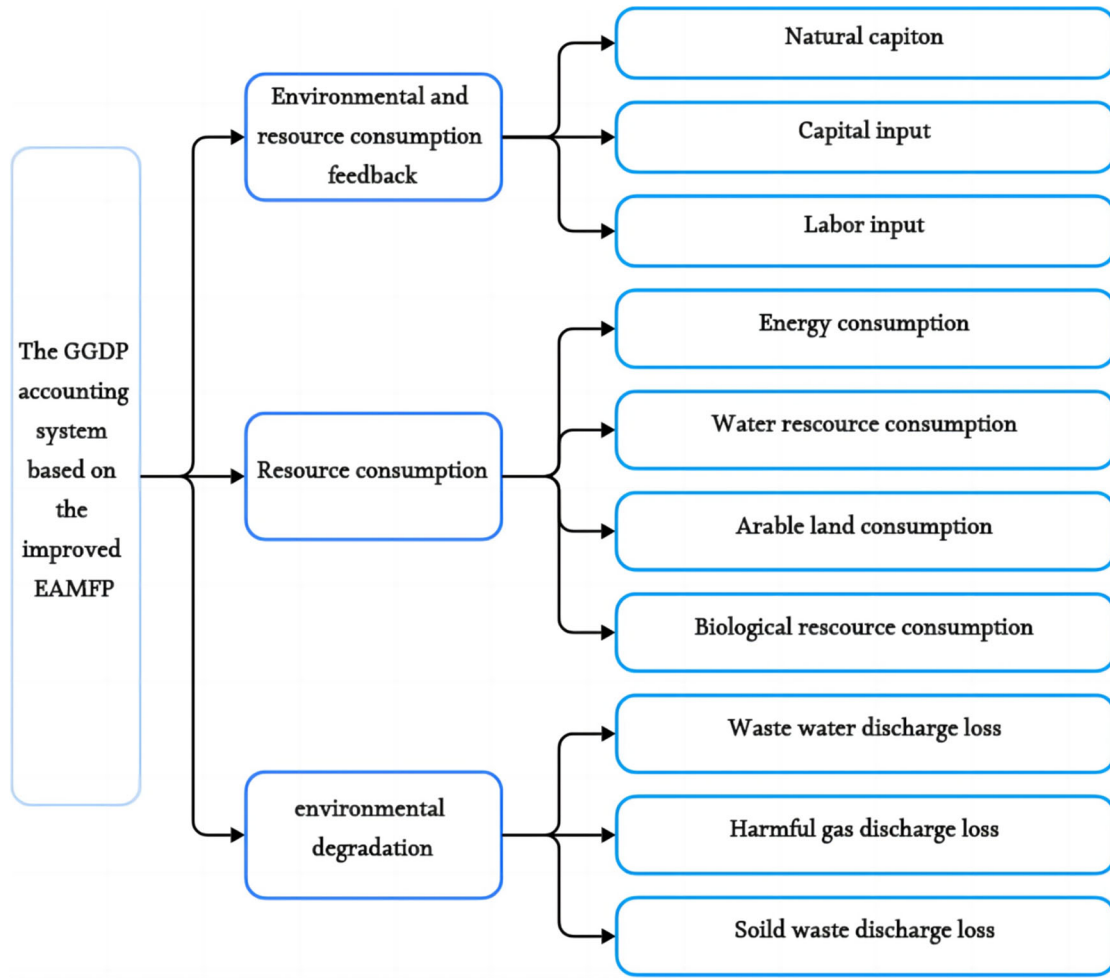 The GGDP
accounting
system
based on
the
improved
EAMFP
Environmental and
resource consumption
feedback
Natural capiton
Capital input
Labor input
Resource consumption
Energy consumption
Water rescource consumption
Arable land consumption
Biological rescource consumption
environmental
degradation
Waste water discharge loss
Harmful gas discharge loss
Soild waste discharge loss